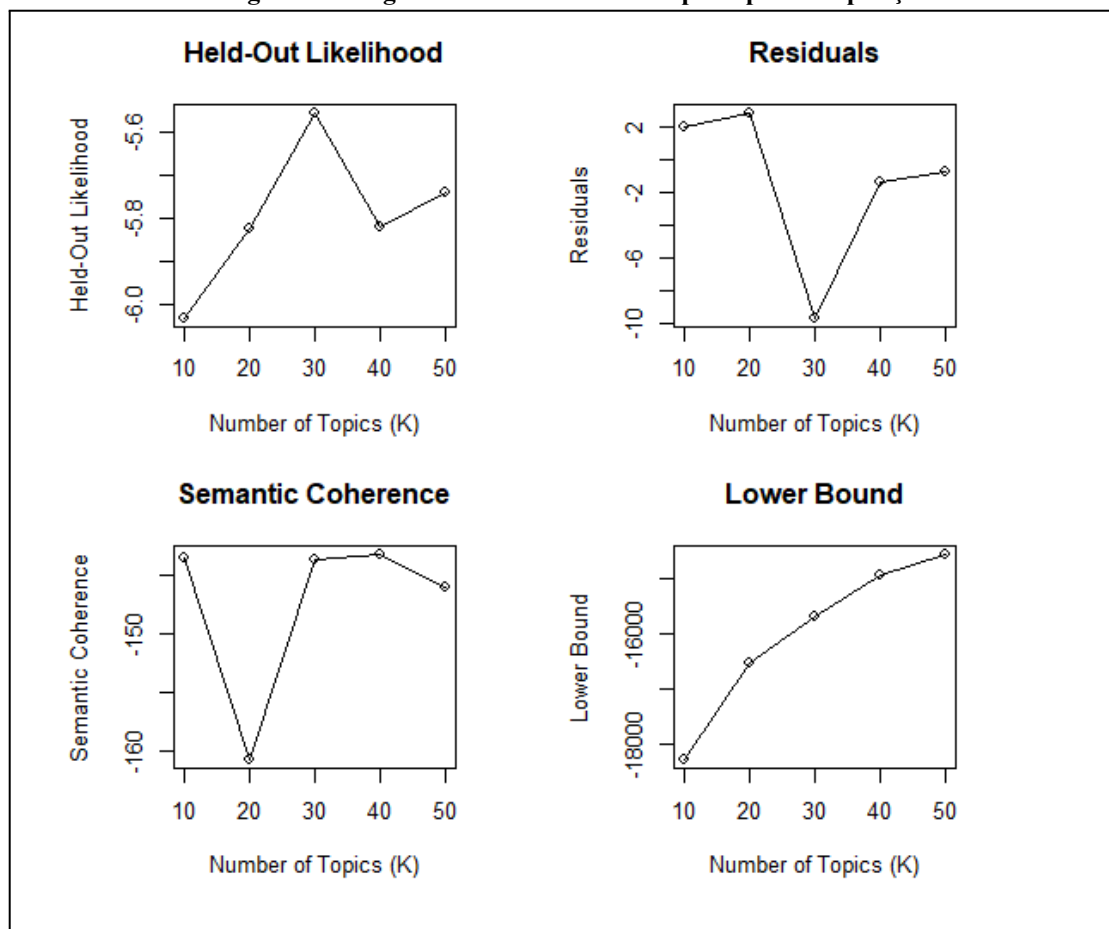 Held-Out Likelihood
Held-Out Likelihood
-5.6
-5.8
-6.0
10 20 30 40 50
Number of Topics (K)
Residuals
Residuals
2
-2
-6
-10
10 20 30 40 50
Number of Topics (K)
Semantic Coherence
Semantic Coherence
-150
-160
10 20 30 40 50
Number of Topics (K)
Lower Bound
Lower Bound
-16000
-18000
10 20 30 40 50
Number of Topics (K)